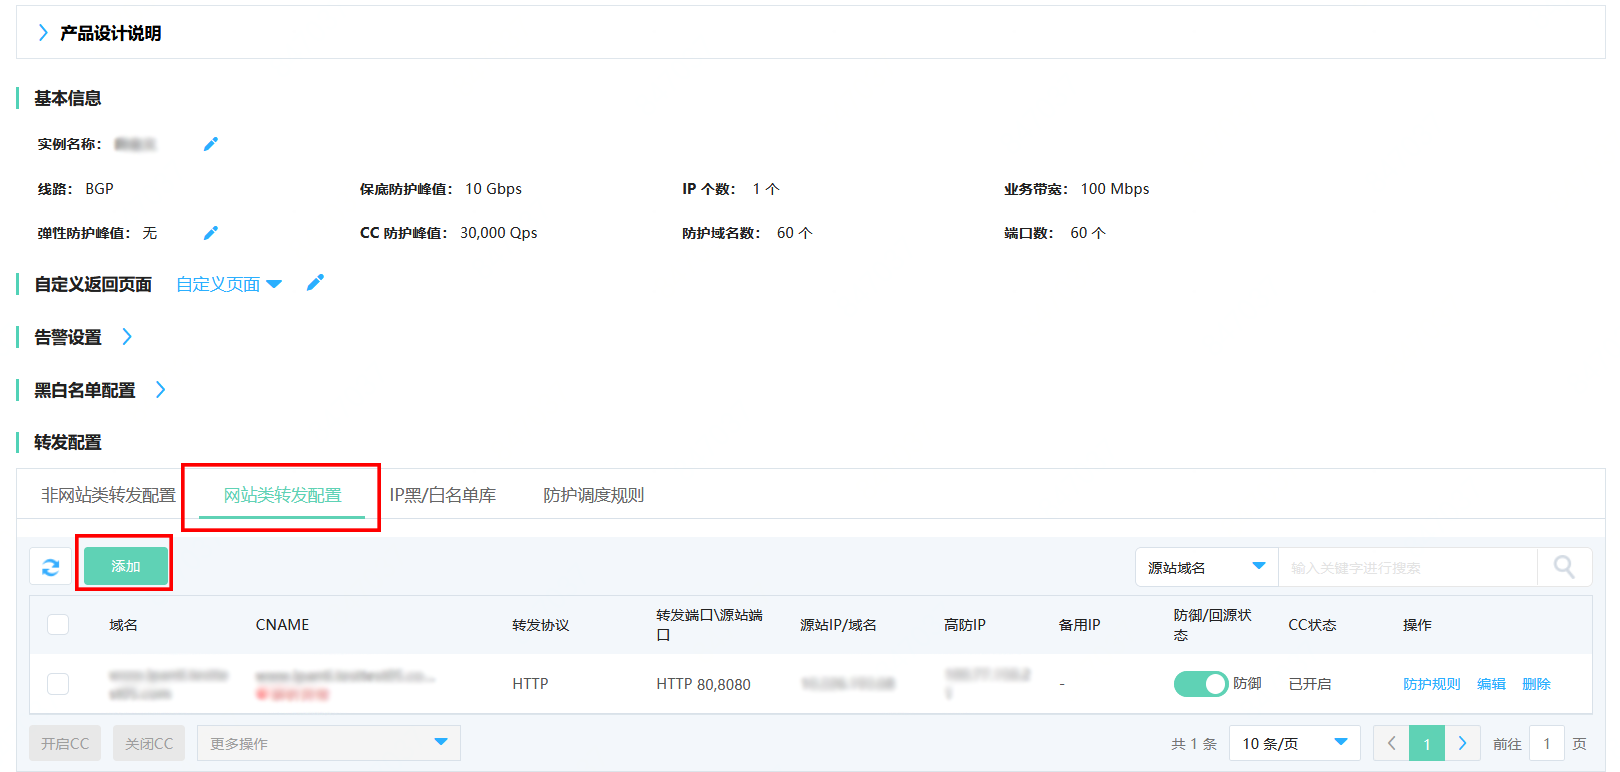 产品设计说明
基本信息
实例名称：
线路： BGP 保底防护峰值： 10 Gbps IP 个数： 1 个 业务带宽： 100 Mbps
弹性防护峰值： 无 CC 防护峰值： 30,000 Qps 防护域名数： 60 个 端口数： 60 个
自定义返回页面 自定义页面
告警设置
黑白名单配置
转发配置
非网站类转发配置 网站类转发配置 IP黑/白名单库 防护调度规则
添加 源站域名 输入关键字进行搜索
域名 CNAME 转发协议 转发端口\源站端口 源站IP/域名 高防IP 备用IP 防御/回源状态 CC状态 操作
HTTP HTTP 80,8080 - 防御 已开启 防护规则 编辑 删除
开启CC 关闭CC 更多操作 共 1 条 10 条/页 1 前往 1 页